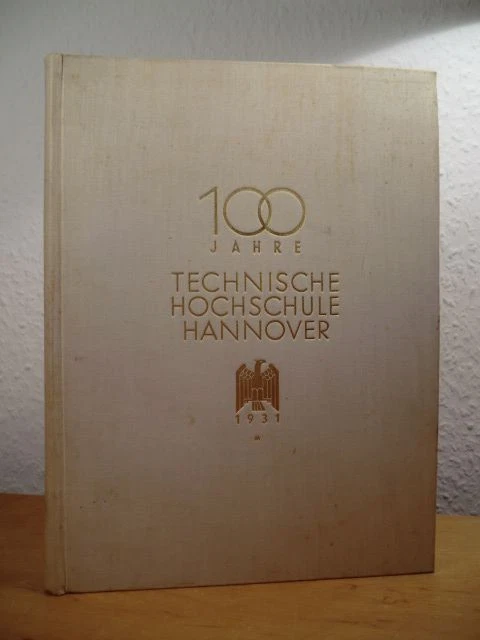 100
JAHRE
TECHNISCHE
HOCHSCHULE
HANNOVER
1931